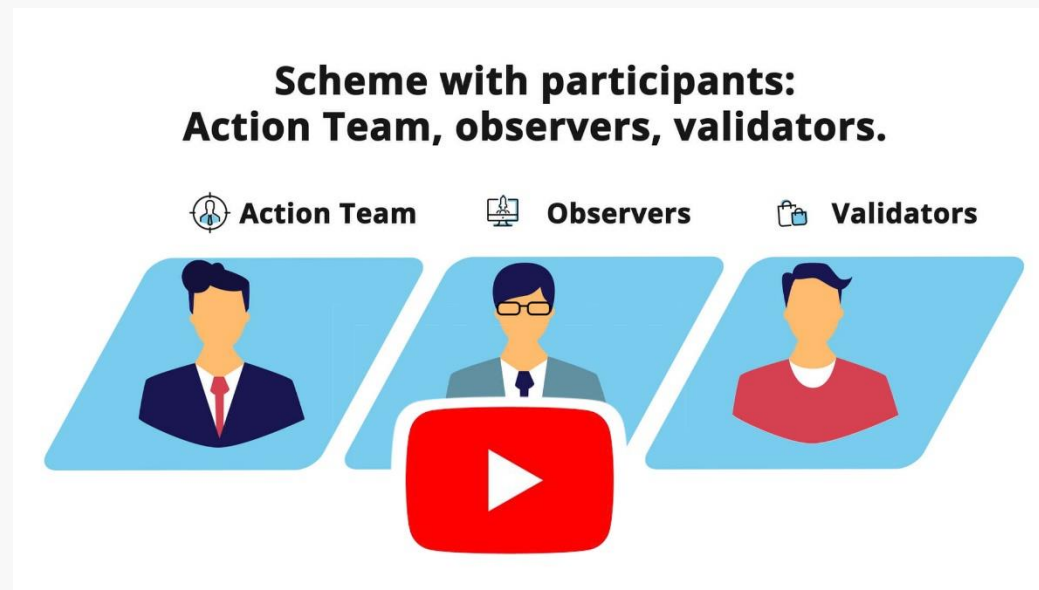 Scheme with participants:
Action Team, observers, validators.
Action Team
Observers
Validators